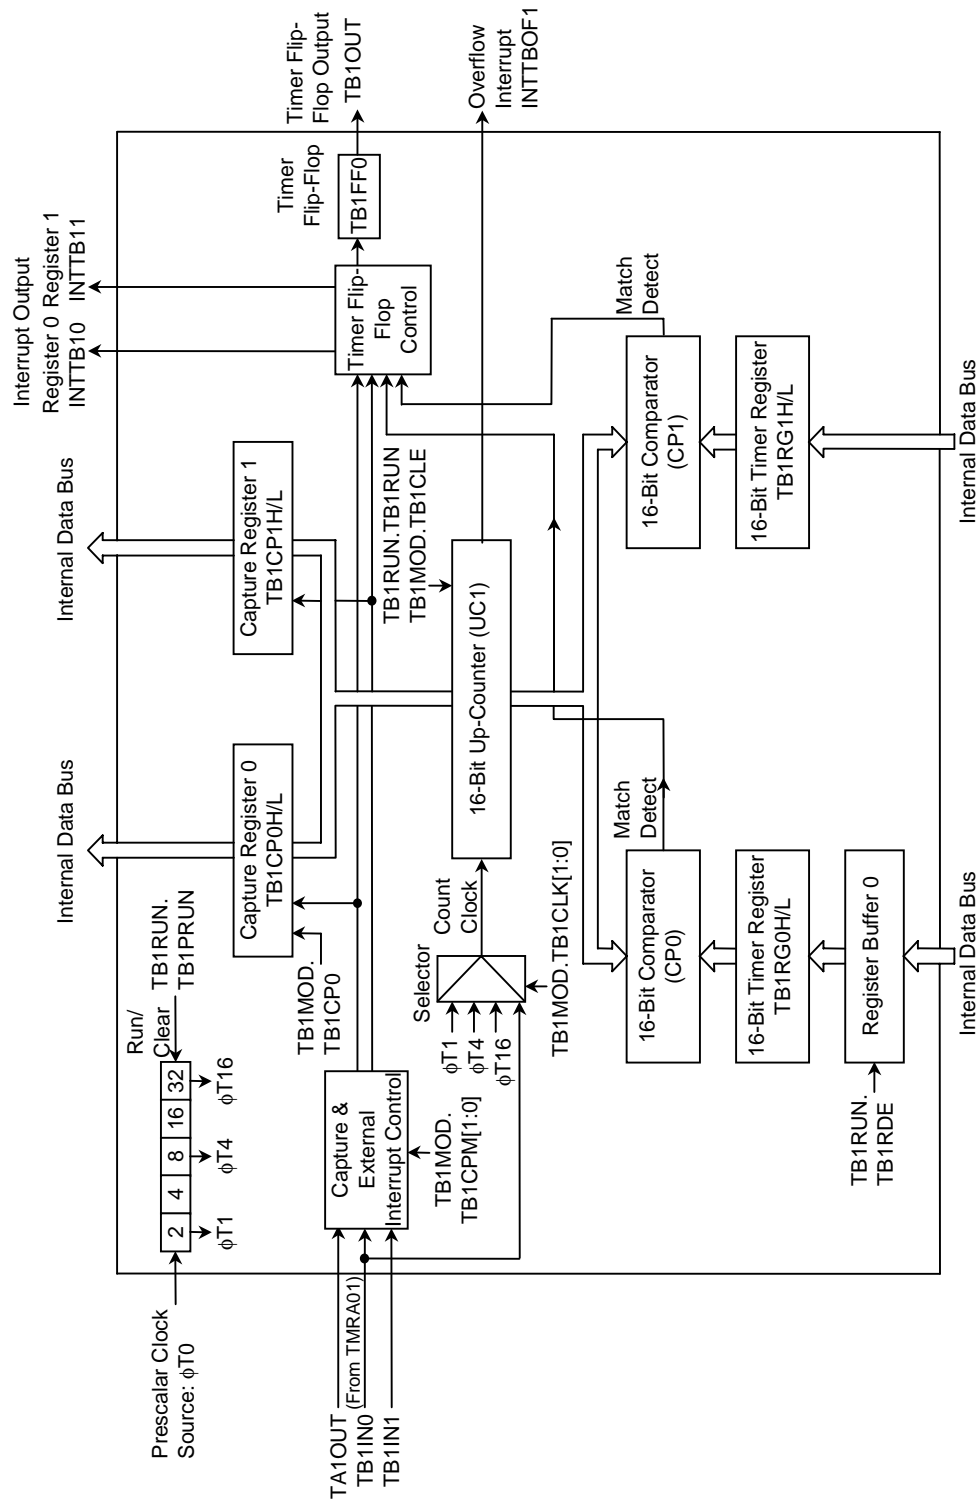 Prescalar Clock
Source: ϕT0
2
4
8
16
32
ϕT1
ϕT4
ϕT16
Run/
Clear
TB1RUN.
TB1PRUN
Internal Data Bus
Internal Data Bus
Interrupt Output
Register 0 Register 1
INTTB10
INTTB11
Capture Register 0
TB1CP0H/L
Capture Register 1
TB1CP1H/L
TB1MOD.
TB1CP0
TA1OUT
(From TMRA01)
TB1IN0
TB1IN1
Capture &
External
Interrupt Control
TB1MOD.
TB1CPM[1:0]
Timer Flip-
Flop
Control
Timer
Flip-Flop
TB1FF0
Timer Flip-
Flop Output
TB1OUT
TB1RUN.TB1RUN
TB1MOD.TB1CLE
Selector
ϕT1
ϕT4
ϕT16
Count
Clock
TB1MOD.TB1CLK[1:0]
16-Bit Up-Counter (UC1)
Overflow
Interrupt
INTTBOF1
Match
Detect
Match
Detect
16-Bit Comparator
(CP0)
16-Bit Comparator
(CP1)
16-Bit Timer Register
TB1RG0H/L
16-Bit Timer Register
TB1RG1H/L
TB1RUN.
TB1RDE
Register Buffer 0
Internal Data Bus
Internal Data Bus